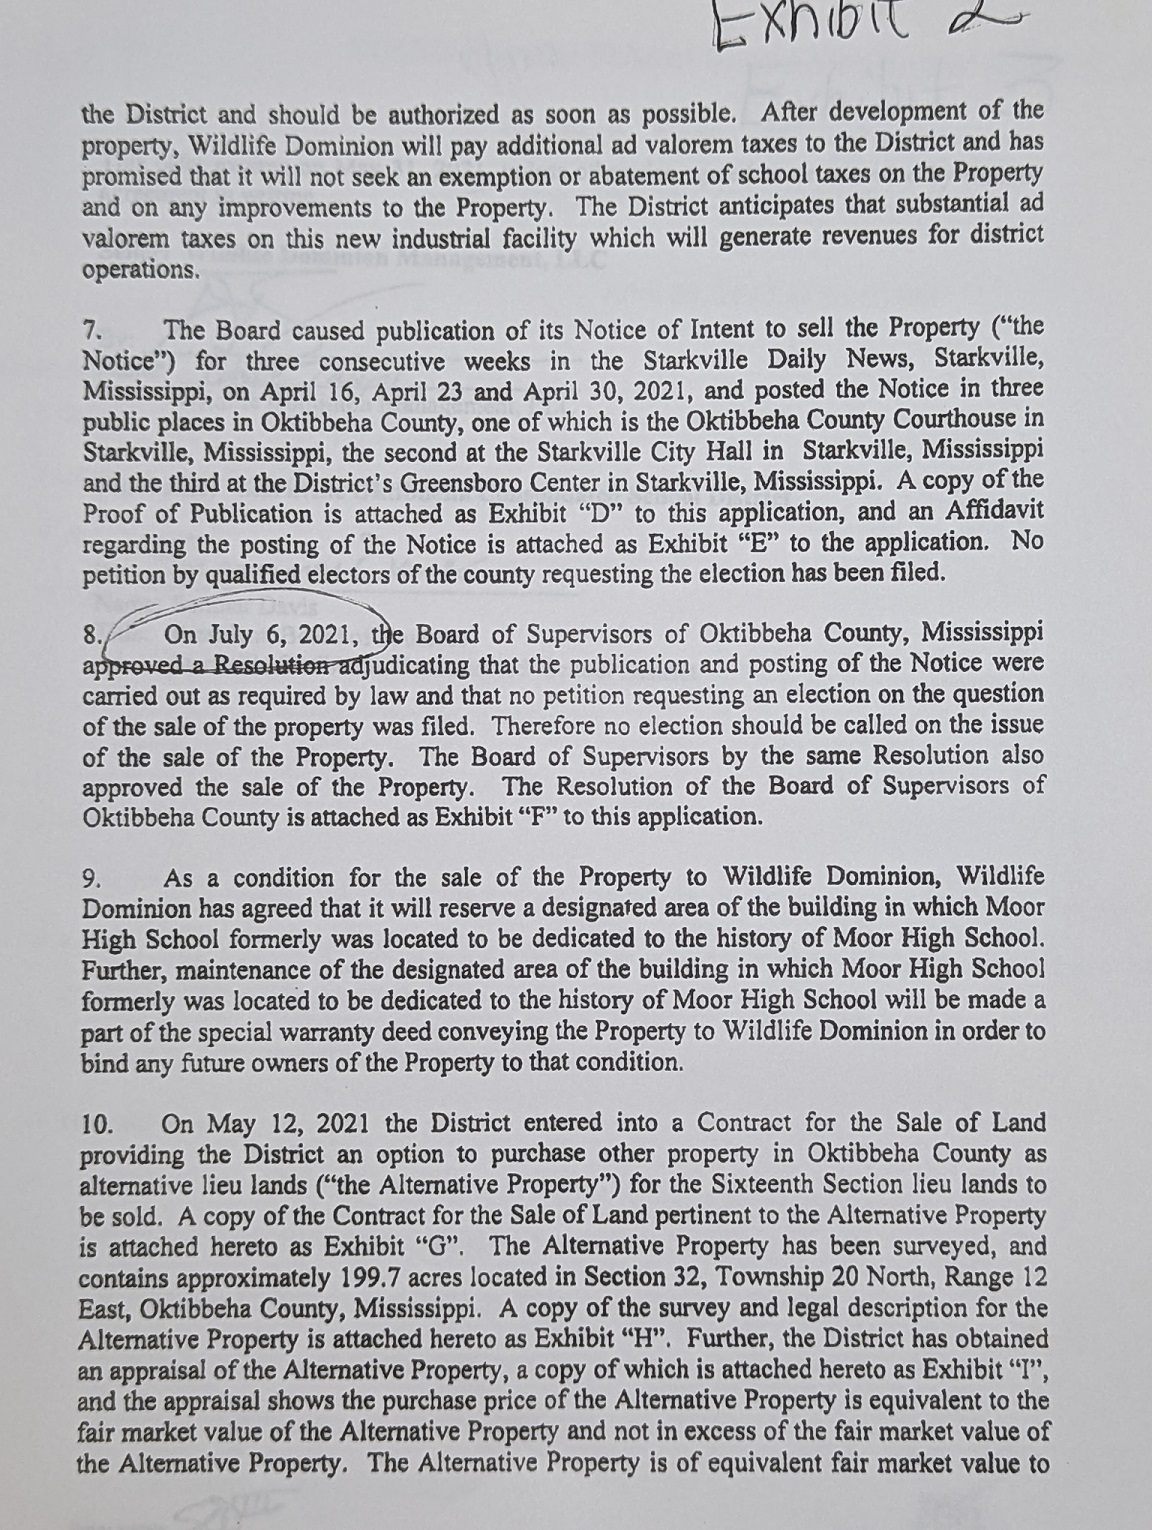 Exhibit 2
the District and should be authorized as soon as possible. After development of the
property, Wildlife Dominion will pay additional ad valorem taxes to the District and has
promised that it will not seek an exemption or abatement of school taxes on the Property
and on any improvements to the Property. The District anticipates that substantial ad
valorem taxes on this new industrial facility which will generate revenues for district
operations.
7. The Board caused publication of its Notice of Intent to sell the Property (“the
Notice”) for three consecutive weeks in the Starkville Daily News, Starkville,
Mississippi, on April 16, April 23 and April 30, 2021, and posted the Notice in three
public places in Oktibbeha County, one of which is the Oktibbeha County Courthouse in
Starkville, Mississippi, the second at the Starkville City Hall in Starkville, Mississippi
and the third at the District’s Greensboro Center in Starkville, Mississippi. A copy of the
Proof of Publication is attached as Exhibit “D” to this application, and an Affidavit
regarding the posting of the Notice is attached as Exhibit “E” to the application. No
petition by qualified electors of the county requesting the election has been filed.
8. On July 6, 2021, the Board of Supervisors of Oktibbeha County, Mississippi
approved a Resolution adjudicating that the publication and posting of the Notice were
carried out as required by law and that no petition requesting an election on the question
of the sale of the property was filed. Therefore no election should be called on the issue
of the sale of the Property. The Board of Supervisors by the same Resolution also
approved the sale of the Property. The Resolution of the Board of Supervisors of
Oktibbeha County is attached as Exhibit “F” to this application.
9. As a condition for the sale of the Property to Wildlife Dominion, Wildlife
Dominion has agreed that it will reserve a designated area of the building in which Moor
High School formerly was located to be dedicated to the history of Moor High School.
Further, maintenance of the designated area of the building in which Moor High School
formerly was located to be dedicated to the history of Moor High School will be made a
part of the special warranty deed conveying the Property to Wildlife Dominion in order to
bind any future owners of the Property to that condition.
10. On May 12, 2021 the District entered into a Contract for the Sale of Land
providing the District an option to purchase other property in Oktibbeha County as
alternative lieu lands (“the Alternative Property”) for the Sixteenth Section lieu lands to
be sold. A copy of the Contract for the Sale of Land pertinent to the Alternative Property
is attached hereto as Exhibit “G”. The Alternative Property has been surveyed, and
contains approximately 199.7 acres located in Section 32, Township 20 North, Range 12
East, Oktibbeha County, Mississippi. A copy of the survey and legal description for the
Alternative Property is attached hereto as Exhibit “H”. Further, the District has obtained
an appraisal of the Alternative Property, a copy of which is attached hereto as Exhibit “I”,
and the appraisal shows the purchase price of the Alternative Property is equivalent to the
fair market value of the Alternative Property and not in excess of the fair market value of
the Alternative Property. The Alternative Property is of equivalent fair market value to